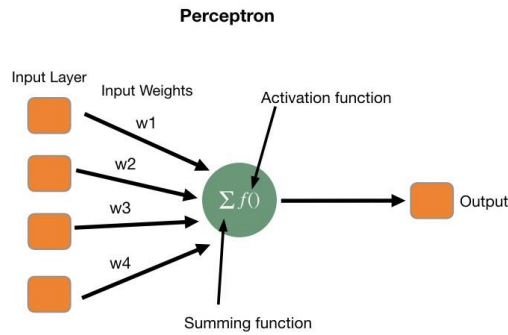 Perceptron
Input Layer
Input Weights
Activation function
w1
w2
w3
w4
Σ f()
Output
Summing function